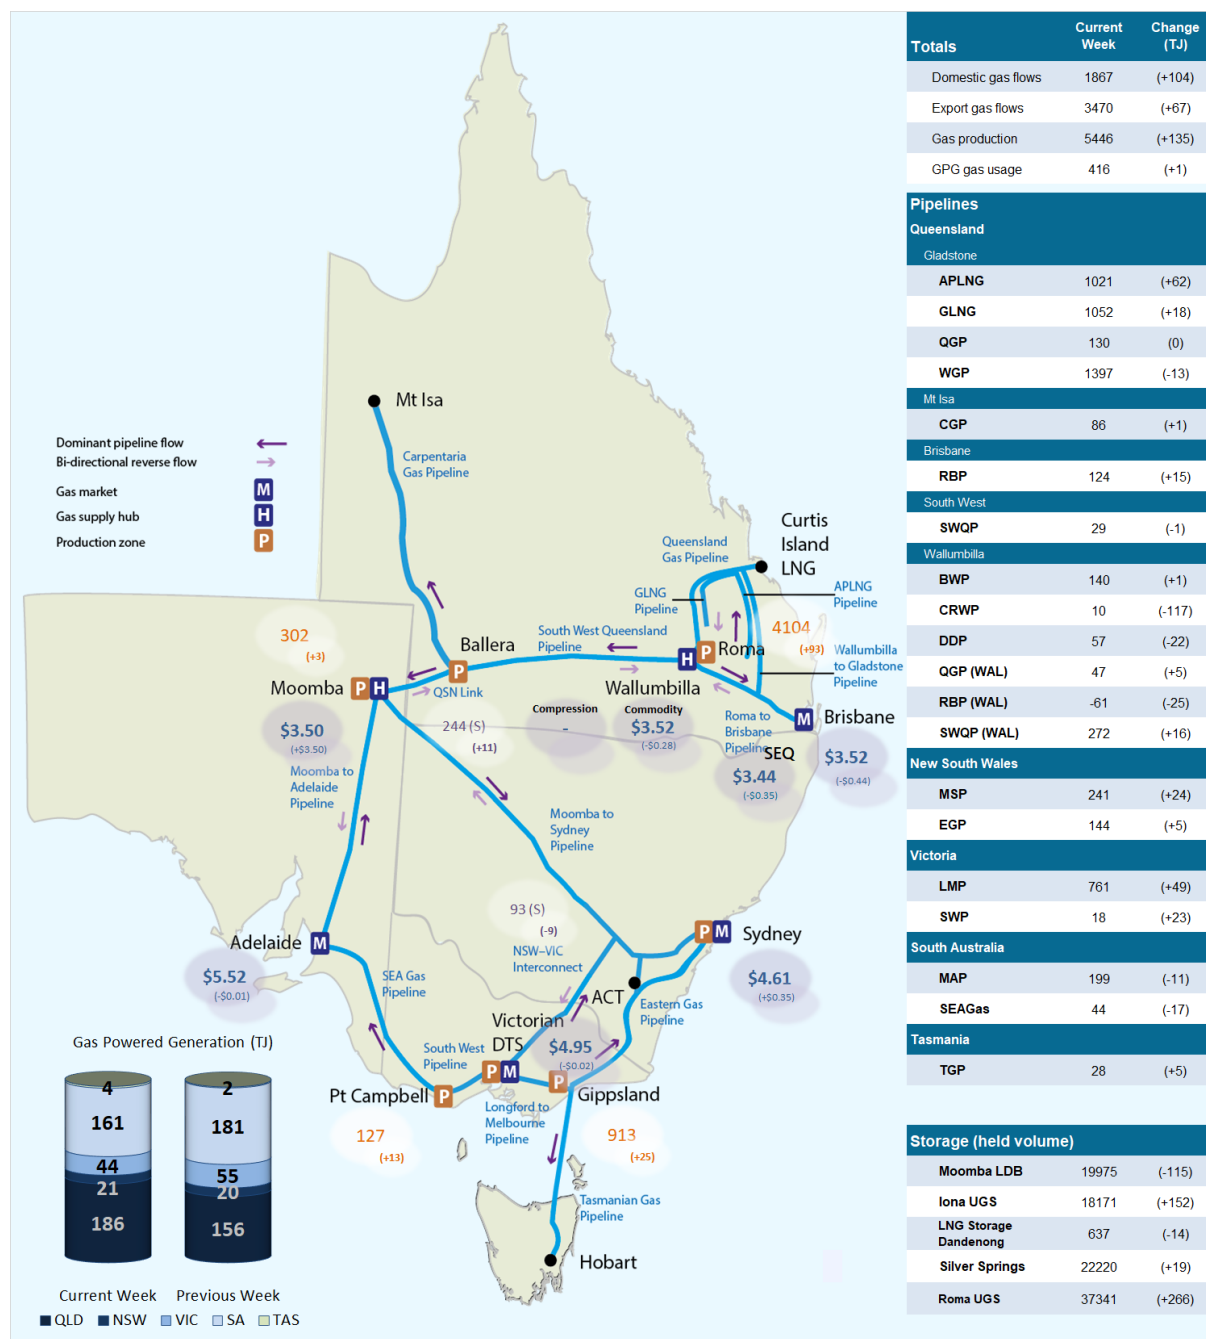 Mt Isa
Dominant pipeline flow
Bi-directional reverse flow
Gas market
M
Gas supply hub
H
Production zone
P
Carpentaria
Gas Pipeline
Curtis
Island
LNG
Queensland
Gas Pipeline
GLNG
Pipeline
APLNG
Pipeline
302
(+3)
Ballera
South West Queensland
Pipeline
4104
(+93)
H
P
Roma
Wallumbilla
to Gladstone
Pipeline
P
Moomba
P
H
QSN Link
Wallumbilla
$3.50
(+$3.50)
244 (S)
(+11)
Compression
-
Commodity
$3.52
(-$0.28)
Roma to
Brisbane
Pipeline
M
Brisbane
SEQ
$3.44
(-$0.35)
$3.52
(-$0.44)
Moomba to
Adelaide
Pipeline
Moomba to
Sydney
Pipeline
93 (S)
(-9)
NSW–VIC
Interconnect
Adelaide
M
P
M
Sydney
$5.52
(-$0.01)
SEA Gas
Pipeline
ACT
$4.61
(+$0.35)
Eastern Gas
Pipeline
Victorian
DTS
$4.95
(-$0.02)
South West
Pipeline
P
M
P
Pt Campbell
P
Gippsland
127
(+13)
Longford to
Melbourne
Pipeline
913
(+25)
Tasmanian Gas
Pipeline
Hobart
Gas Powered Generation (TJ)
4
2
161
181
44
55
21
20
186
156
Current Week
Previous Week
QLD
NSW
VIC
SA
TAS
Totals
Current
Week
Change
(TJ)
Domestic gas flows 1867 (+104)
Export gas flows 3470 (+67)
Gas production 5446 (+135)
GPG gas usage 416 (+1)
Pipelines
Queensland
Gladstone
APLNG 1021 (+62)
GLNG 1052 (+18)
QGP 130 (0)
WGP 1397 (-13)
Mt Isa
CGP 86 (+1)
Brisbane
RBP 124 (+15)
South West
SWQP 29 (-1)
Wallumbilla
BWP 140 (+1)
CRWP 10 (-117)
DDP 57 (-22)
QGP (WAL) 47 (+5)
RBP (WAL) -61 (-25)
SWQP (WAL) 272 (+16)
New South Wales
MSP 241 (+24)
EGP 144 (+5)
Victoria
LMP 761 (+49)
SWP 18 (+23)
South Australia
MAP 199 (-11)
SEAGas 44 (-17)
Tasmania
TGP 28 (+5)
Storage (held volume)
Moomba LDB 19975 (-115)
Iona UGS 18171 (+152)
LNG Storage
Dandenong 637 (-14)
Silver Springs 22220 (+19)
Roma UGS 37341 (+266)